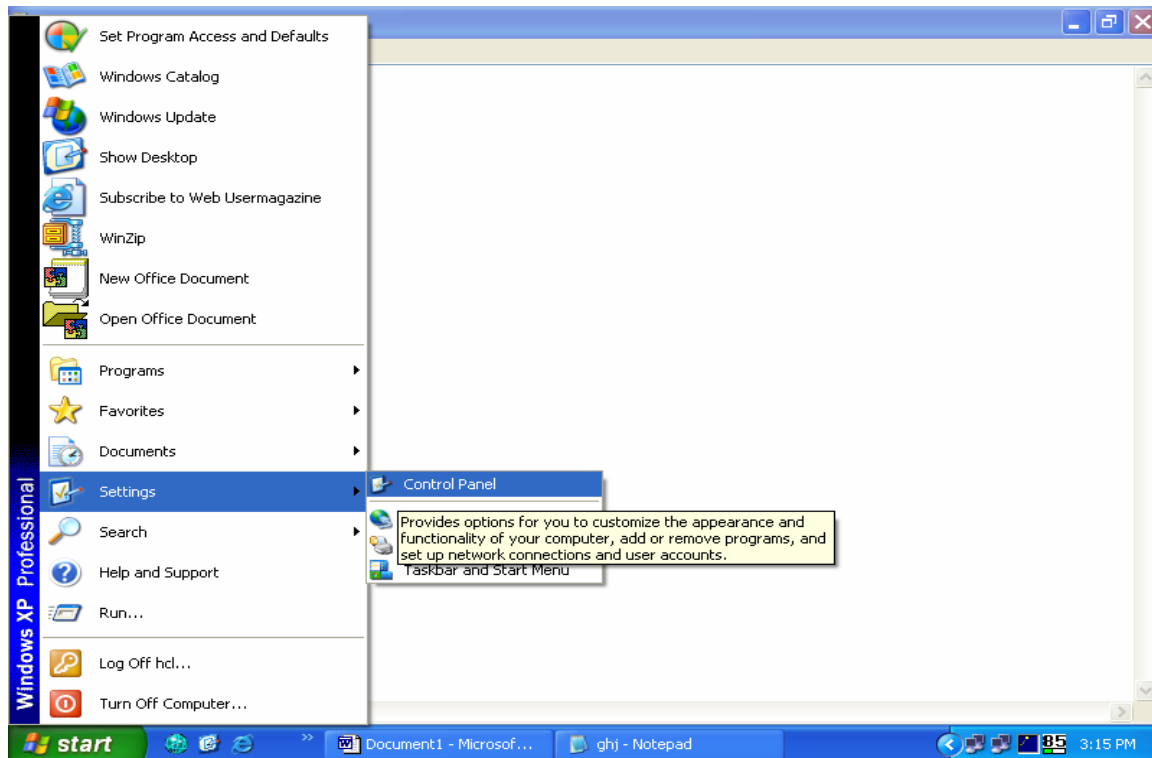 Set Program Access and Defaults
Windows Catalog
Windows Update
Show Desktop
Subscribe to Web Usermagazine
WinZip
New Office Document
Open Office Document
Programs
Favorites
Documents
Settings
Search
Help and Support
Run...
Log Off hcl...
Turn Off Computer...
Windows XP Professional
Control Panel
Provides options for you to customize the appearance and
functionality of your computer, add or remove programs, and
set up network connections and user accounts.
Taskbar and Start Menu
start
Document1 - Microsof...
ghj - Notepad
85
3:15 PM